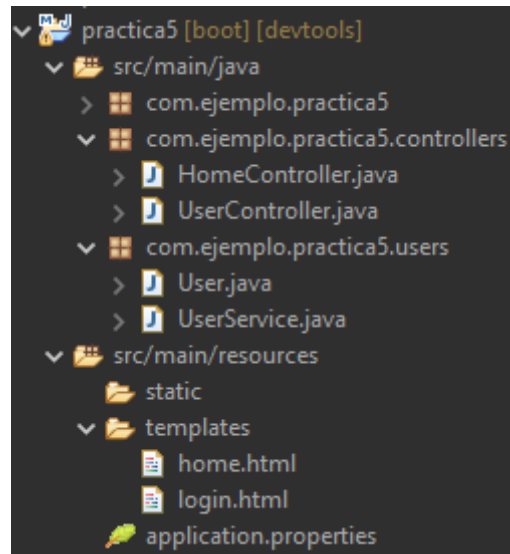 practica5 [boot] [devtools]
src/main/java
com.ejemplo.practica5
com.ejemplo.practica5.controllers
HomeController.java
UserController.java
com.ejemplo.practica5.users
User.java
UserService.java
src/main/resources
static
templates
home.html
login.html
application.properties